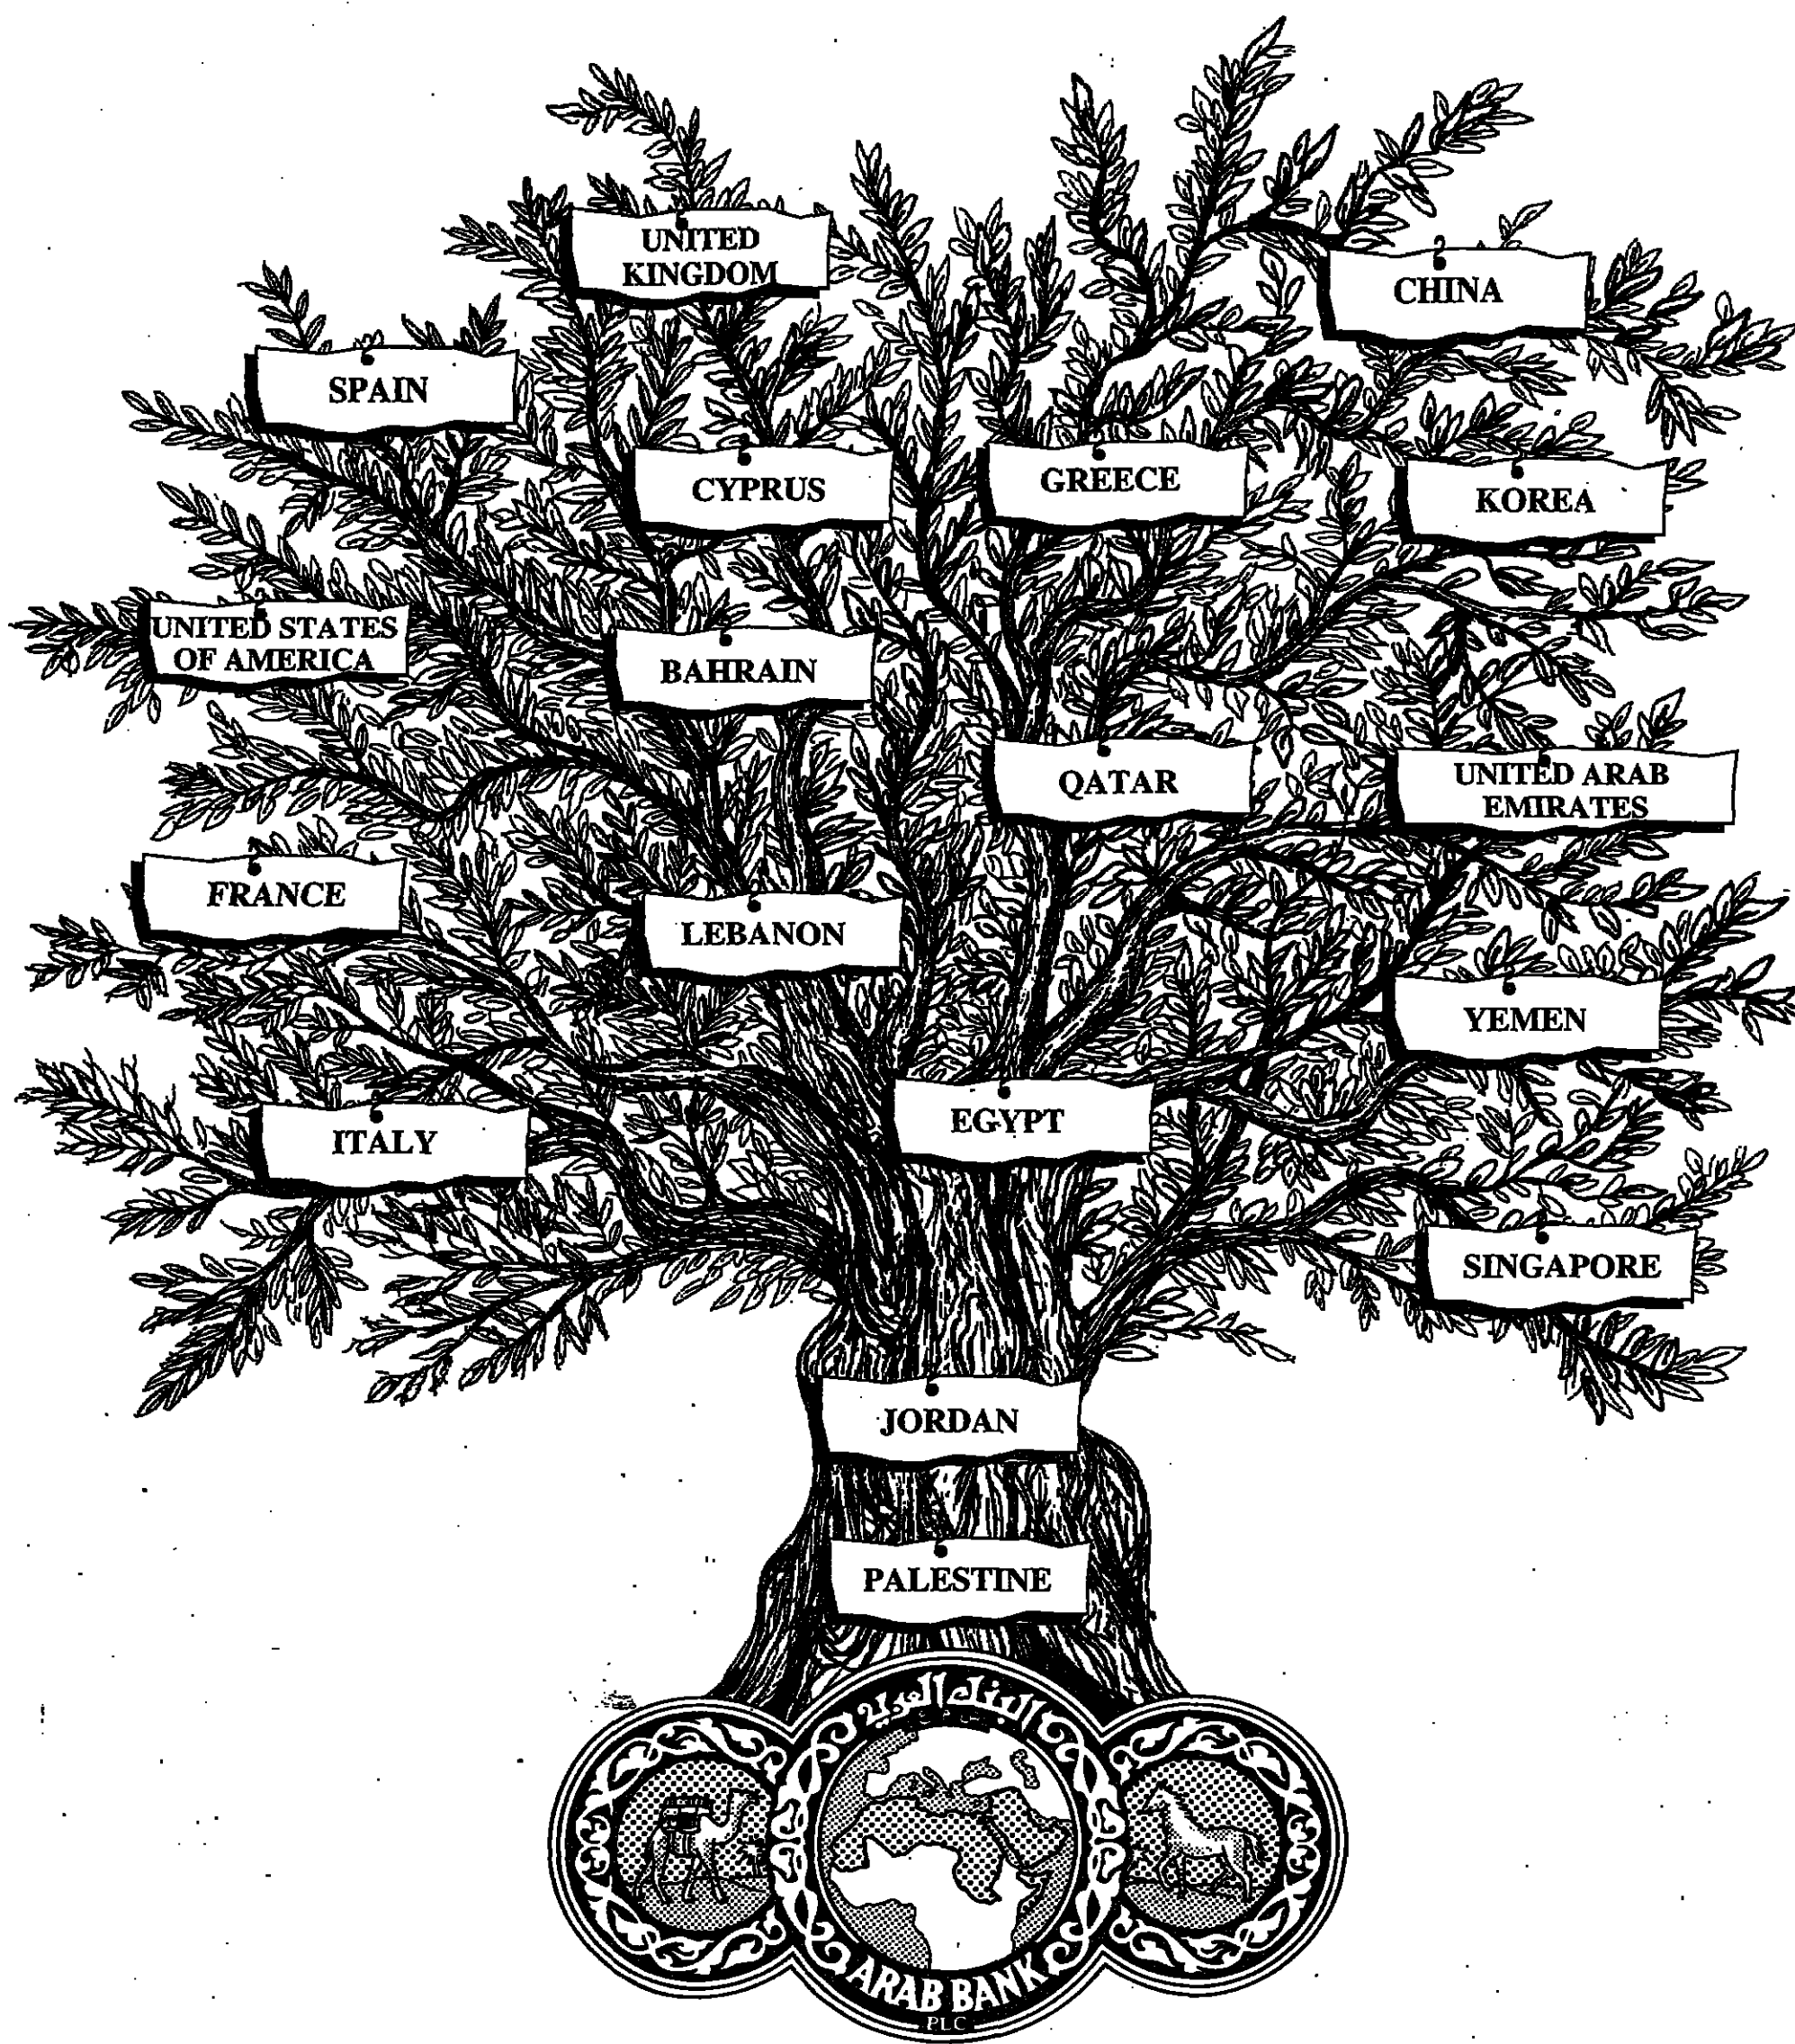 UNITED
KINGDOM
CHINA
SPAIN
CYPRUS
GREECE
KOREA
UNITED STATES
OF AMERICA
BAHRAIN
QATAR
UNITED ARAB
EMIRATES
FRANCE
LEBANON
YEMEN
EGYPT
ITALY
SINGAPORE
JORDAN
PALESTINE
البنك العربي
ARAB BANK
PLC